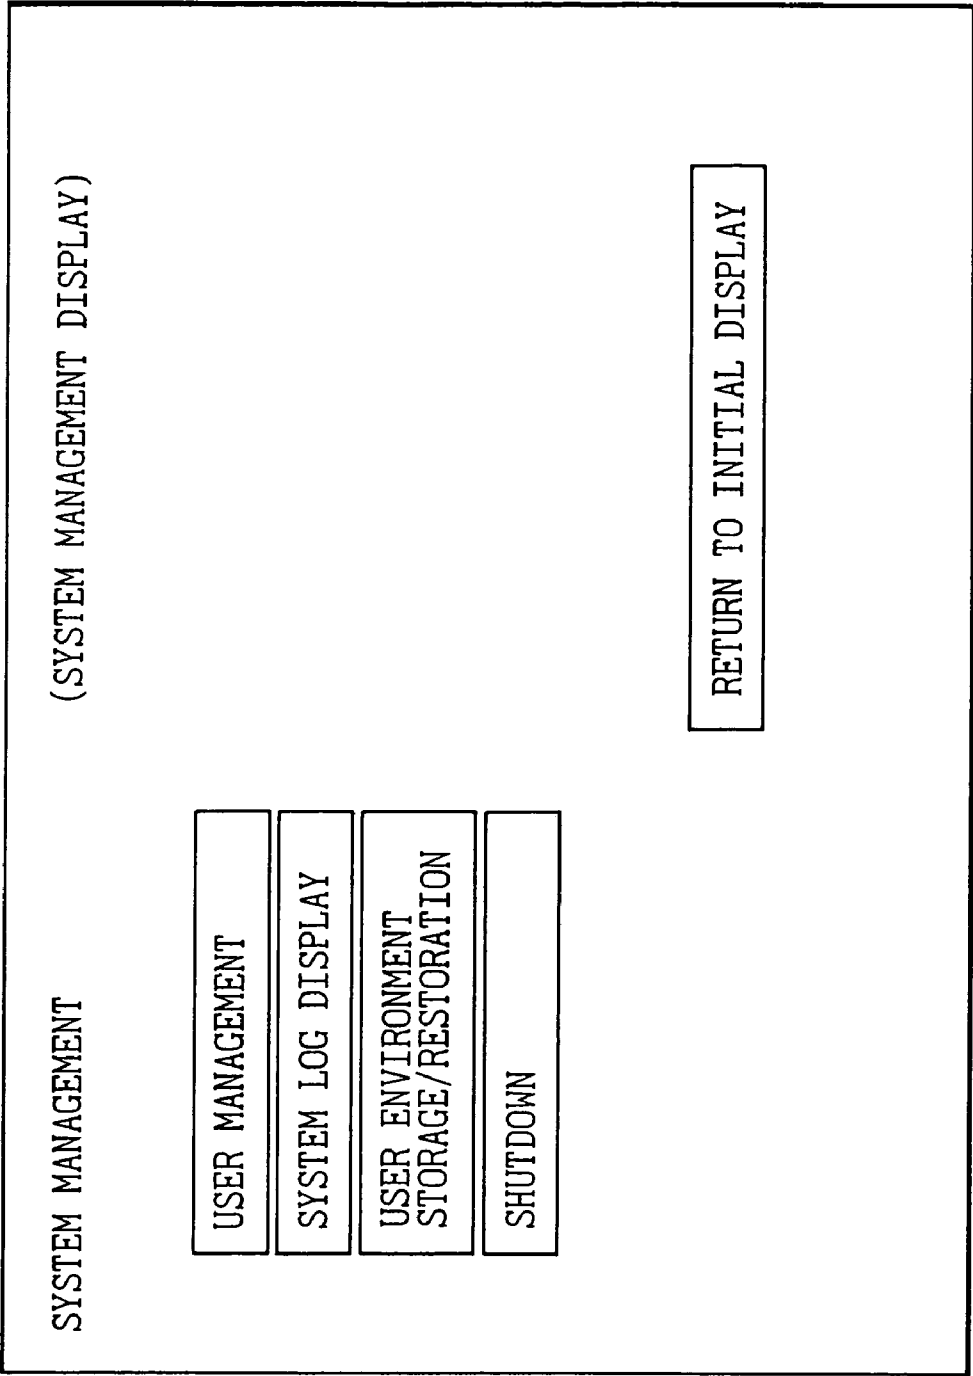 SYSTEM MANAGEMENT
(SYSTEM MANAGEMENT DISPLAY)
USER MANAGEMENT
SYSTEM LOG DISPLAY
USER ENVIRONMENT
STORAGE/RESTORATION
SHUTDOWN
RETURN TO INITIAL DISPLAY